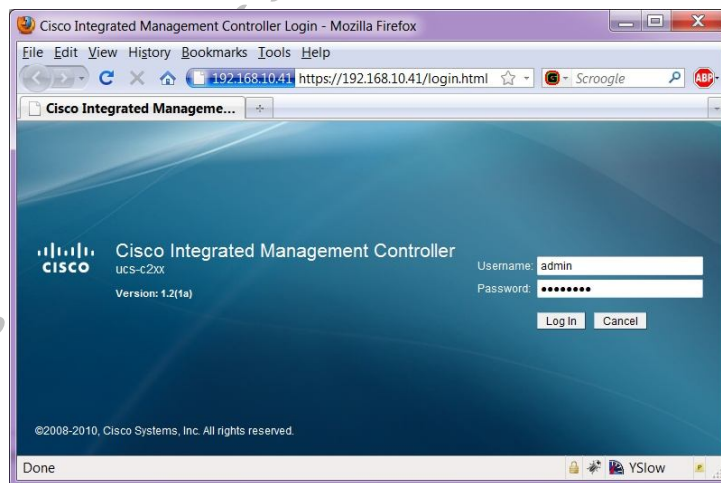 Cisco Integrated Management Controller Login - Mozilla Firefox
File Edit View History Bookmarks Tools Help
192.168.10.41 https://192.168.10.41/login.html Scroogle ABP
Cisco Integrated Manageme...
CISCO
Cisco Integrated Management Controller
ucs-c2xx
Version: 1.2(1a)
Username: admin
Password: ••••••••
Log In Cancel
©2008-2010, Cisco Systems, Inc. All rights reserved.
Done YSlow